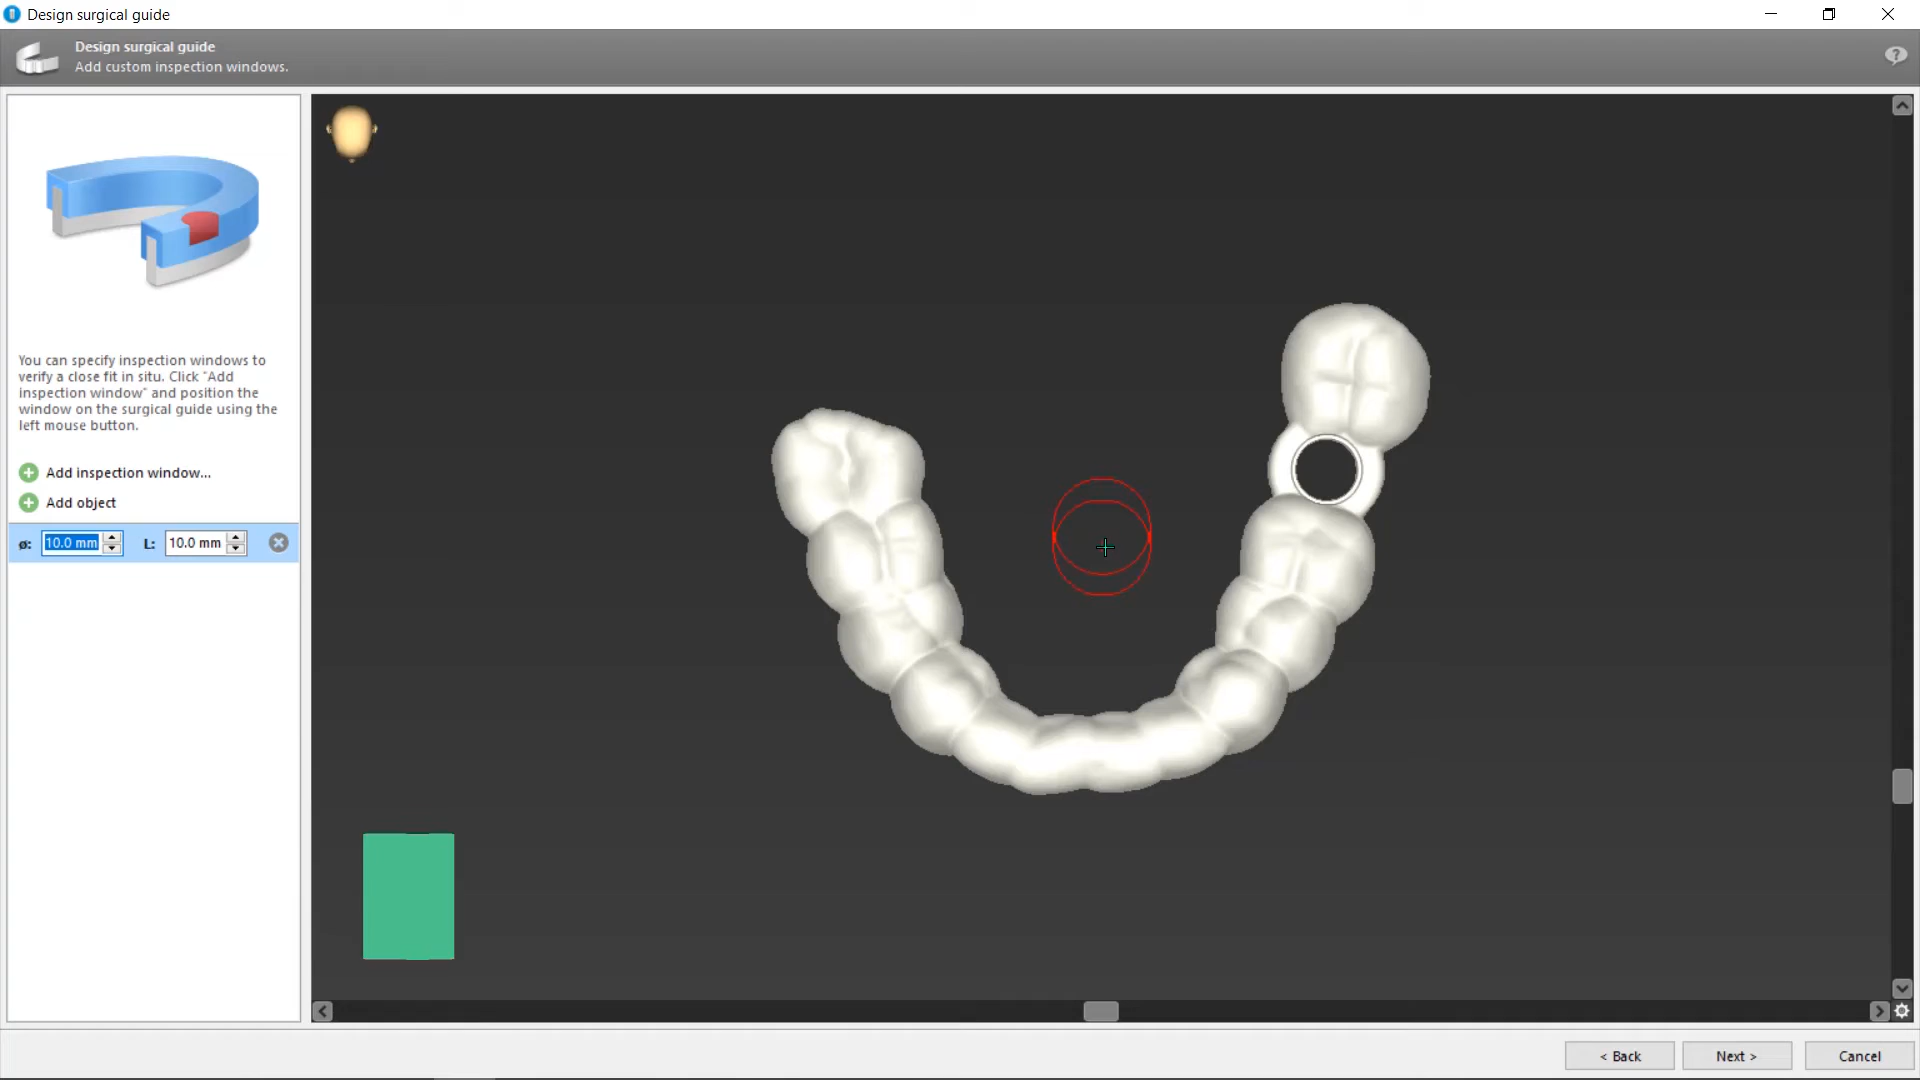 Design surgical guide
Design surgical guide
Add custom inspection windows.
You can specify inspection windows to
verify a close fit in situ. Click "Add
inspection window" and position the
window on the surgical guide using the
left mouse button.
Add inspection window...
Add object
ø: 10.0 mm L: 10.0 mm
< Back Next > Cancel